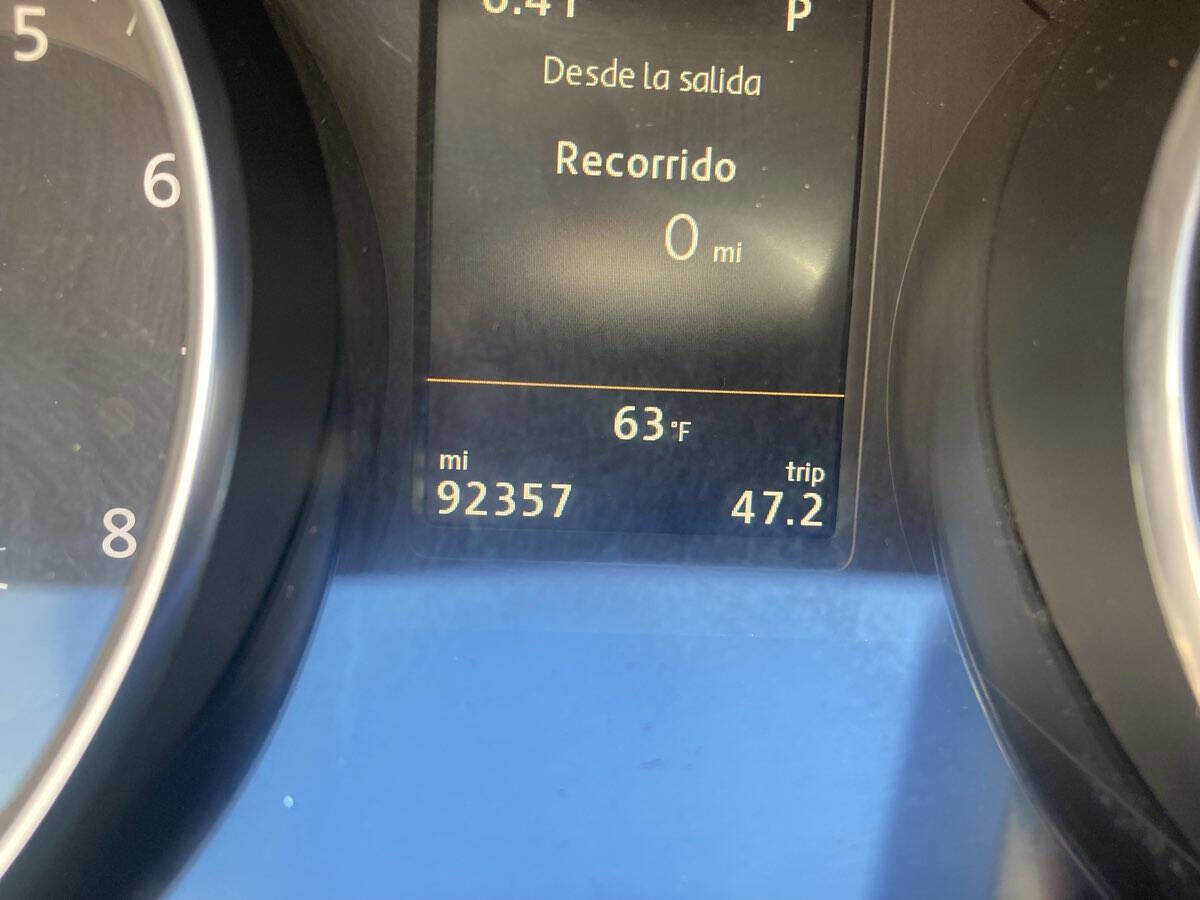 5
P
Desde la salida
6
Recorrido
0 mi
63°F
mi
trip
92357
47.2
8